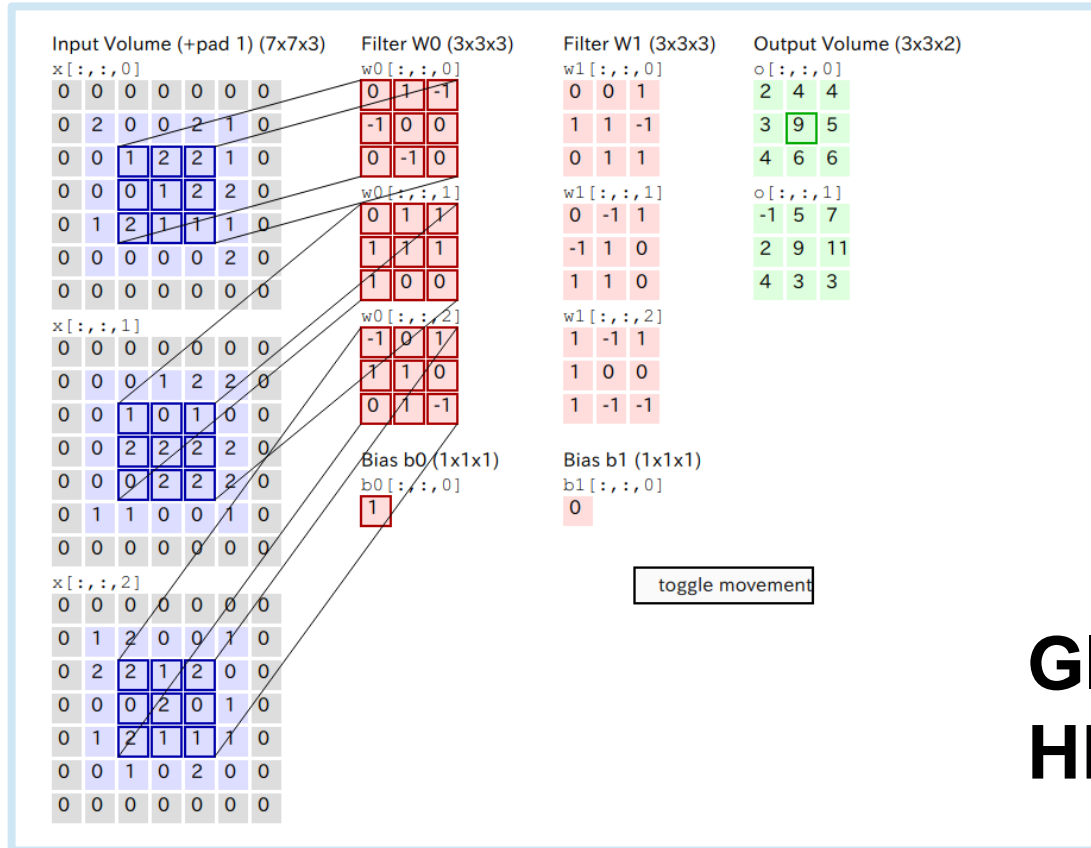 Input Volume (+pad 1) (7x7x3)
x[:,:,0]
0 0 0 0 0 0 0
0 2 0 0 2 1 0
0 0 1 2 2 1 0
0 0 0 1 2 2 0
0 1 2 1 1 1 0
0 0 0 0 0 2 0
0 0 0 0 0 0 0
x[:,:,1]
0 0 0 0 0 0 0
0 0 0 1 2 2 0
0 0 1 0 1 0 0
0 0 2 2 2 2 0
0 0 0 2 2 2 0
0 1 1 0 0 1 0
0 0 0 0 0 0 0
x[:,:,2]
0 0 0 0 0 0 0
0 1 2 0 0 1 0
0 2 2 1 2 0 0
0 0 0 2 0 1 0
0 1 2 1 1 1 0
0 0 1 0 2 0 0
0 0 0 0 0 0 0
Filter W0 (3x3x3)
w0[:,:,0]
0 1 -1
-1 0 0
0 -1 0
w0[:,:,1]
0 1 1
1 1 1
1 0 0
w0[:,:,2]
-1 0 1
1 1 0
0 1 -1
Bias b0 (1x1x1)
b0[:,:,0]
1
Filter W1 (3x3x3)
w1[:,:,0]
0 0 1
1 1 -1
0 1 1
w1[:,:,1]
0 -1 1
-1 1 0
1 1 0
w1[:,:,2]
1 -1 1
1 0 0
1 -1 -1
Bias b1 (1x1x1)
b1[:,:,0]
0
Output Volume (3x3x2)
o[:,:,0]
2 4 4
3 9 5
4 6 6
o[:,:,1]
-1 5 7
2 9 11
4 3 3
toggle movement